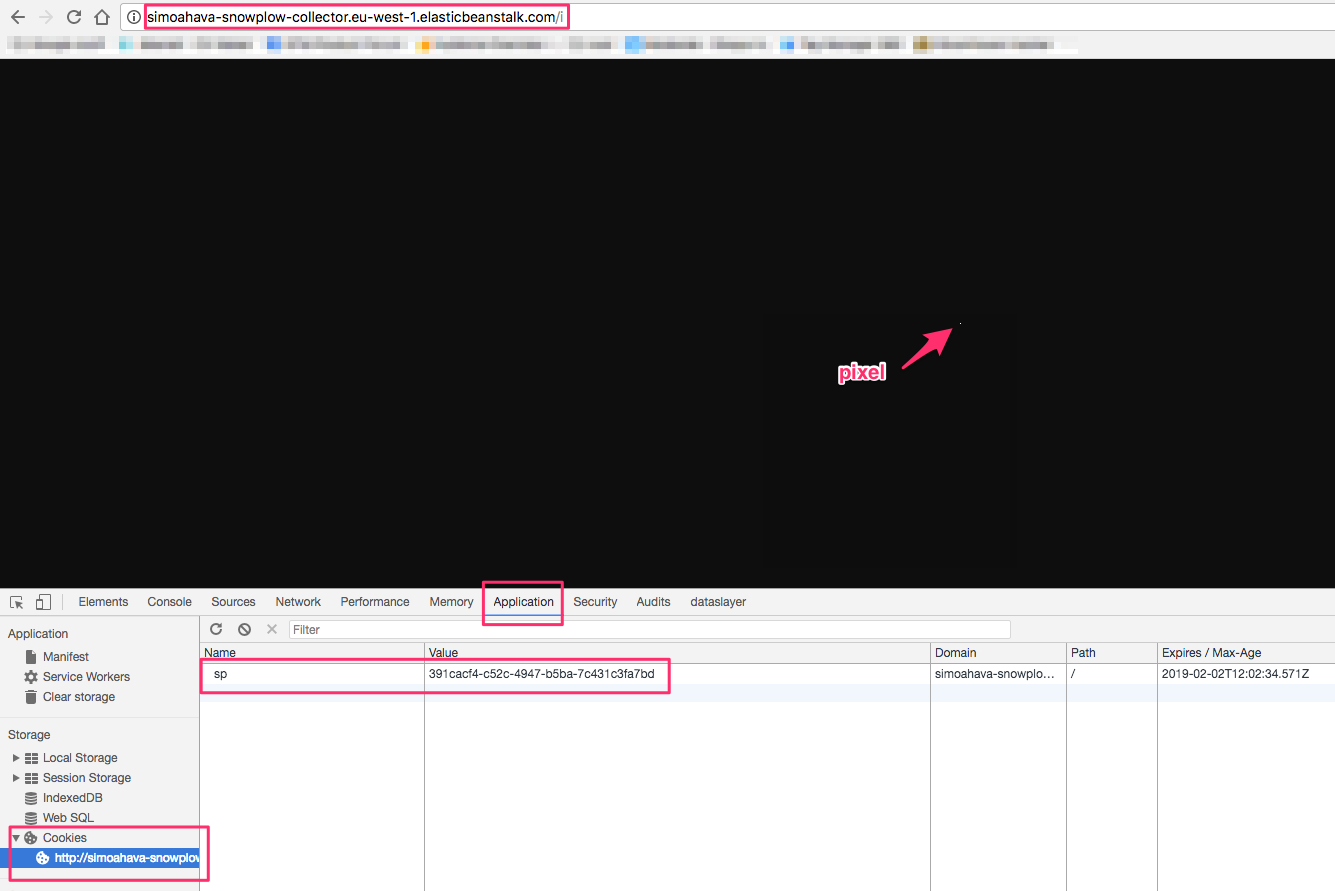 simoahava-snowplow-collector.eu-west-1.elasticbeanstalk.com/i
pixel
Elements Console Sources Network Performance Memory Application Security Audits dataslayer
Application
Manifest
Service Workers
Clear storage
Storage
Local Storage
Session Storage
IndexedDB
Web SQL
Cookies
http://simoahava-snowplow
Filter
Name Value Domain Path Expires / Max-Age
sp 391cacf4-c52c-4947-b5ba-7c431c3fa7bd simoahava-snowplo... / 2019-02-02T12:02:34.571Z